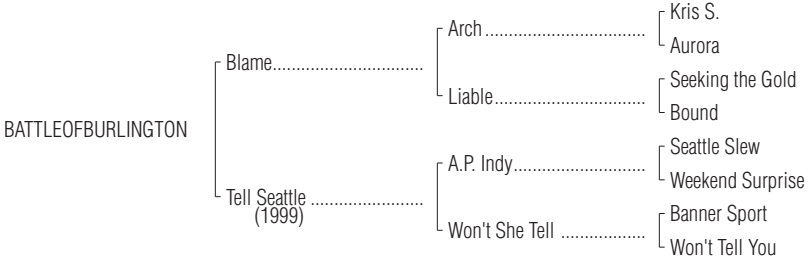 Kris S.
Arch ................................
Aurora
Blame..............................
Seeking the Gold
Liable..............................
Bound
BATTLEOFBURLINGTON
Seattle Slew
A.P. Indy..........................
Weekend Surprise
Tell Seattle .......................
(1999)
Banner Sport
Won't She Tell .................
Won't Tell You